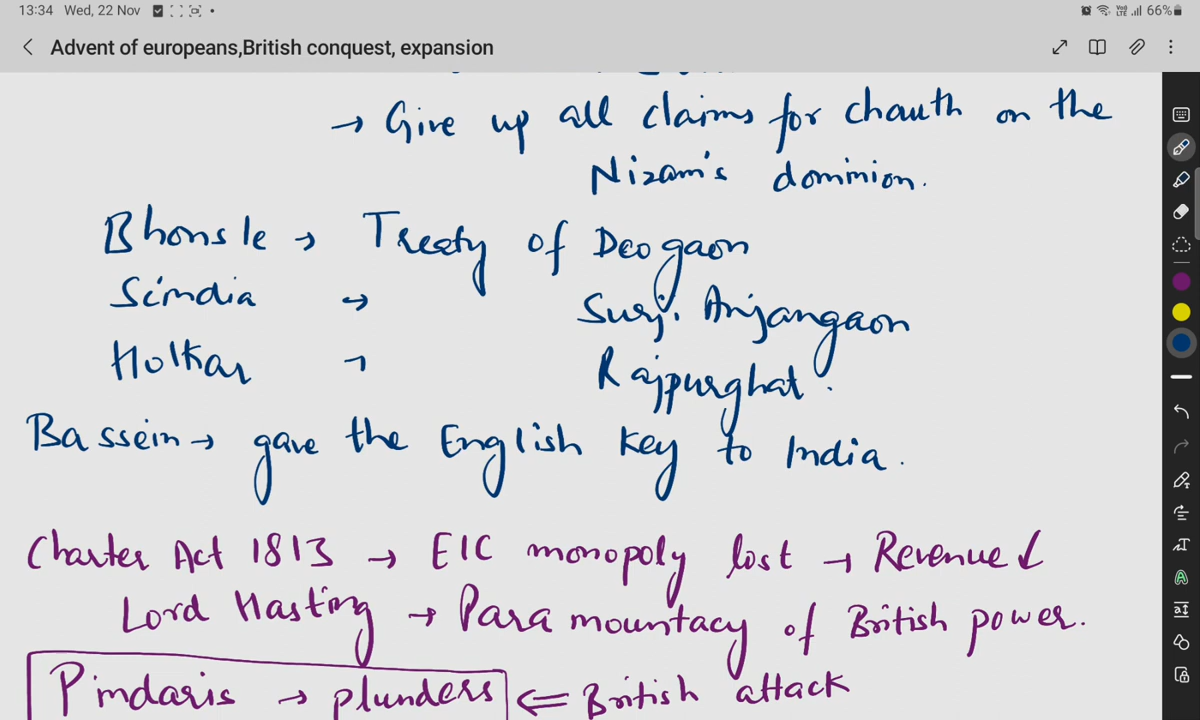 13:34 Wed, 22 Nov
66%
Advent of europeans,British conquest, expansion
→ Give up all claims for chauth on the
Nizam's dominion.
Bhonsle → Treaty of Deogaon
Scindia → Surji Anjangaon
Holkar → Rajpurghat.
Bassein → gave the English key to India.
Charter Act 1813 → EIC monopoly lost → Revenue ↓
Lord Hasting → Paramountacy of British power.
Pindaris → plunders ⇐ British attack